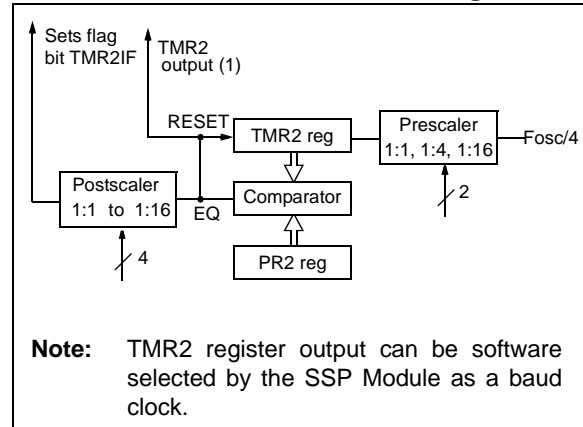 Sets flag
bit TMR2IF
TMR2
output (1)
RESET
TMR2 reg
Prescaler
1:1, 1:4, 1:16
Fosc/4
2
Postscaler
1:1 to 1:16
EQ
Comparator
4
PR2 reg
Note: TMR2 register output can be software
selected by the SSP Module as a baud
clock.